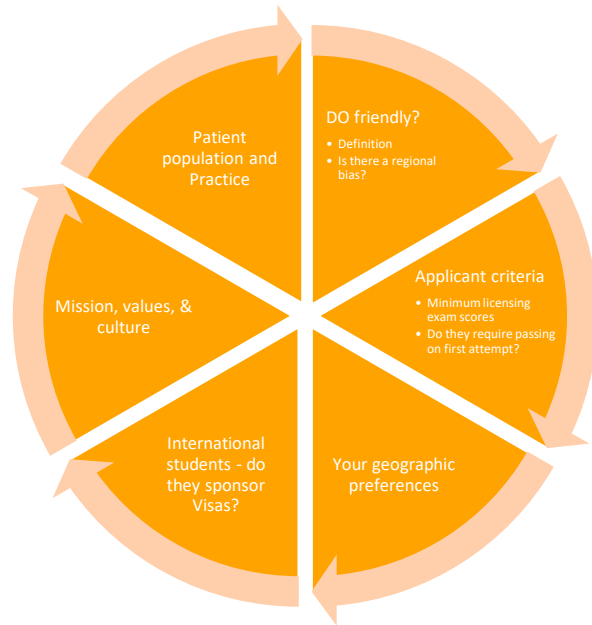 DO friendly?
• Definition
• Is there a regional
bias?
Applicant criteria
• Minimum licensing
exam scores
• Do they require passing
on first attempt?
Your geographic
preferences
International
students - do
they sponsor
Visas?
Mission, values, &
culture
Patient
population and
Practice